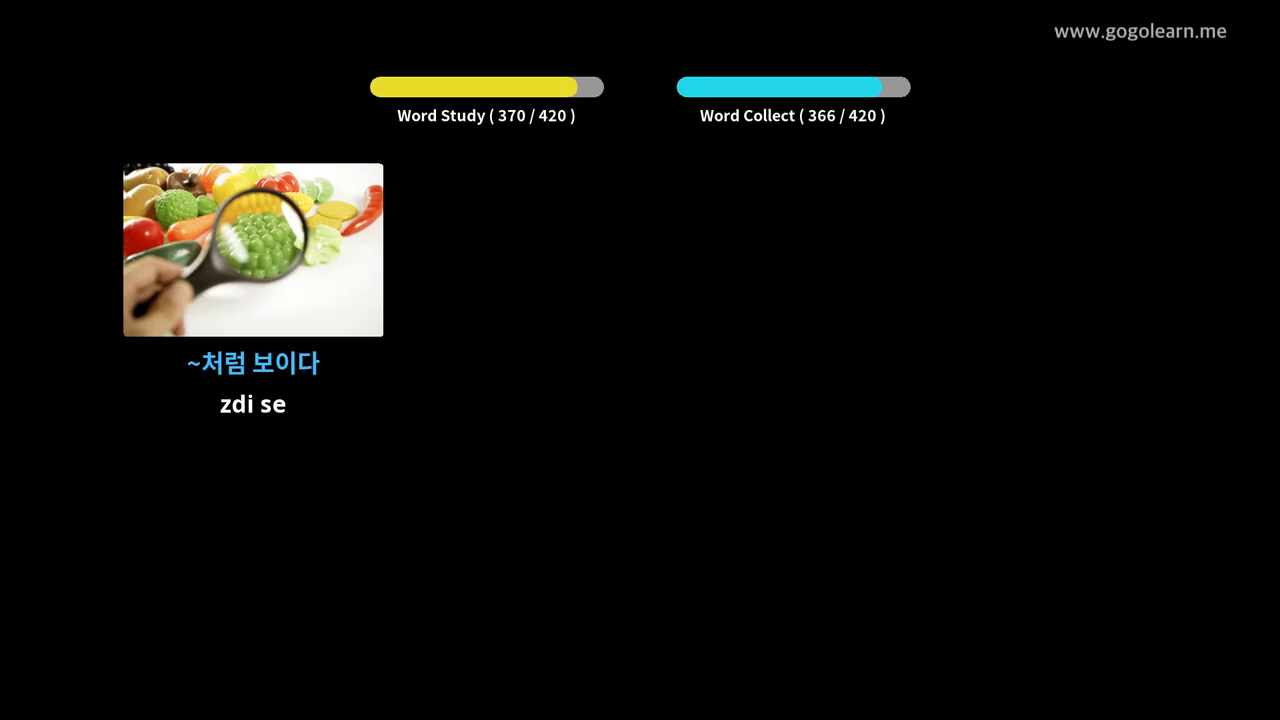 www.gogolearn.me
Word Study ( 370 / 420 )
Word Collect ( 366 / 420 )
~처럼 보이다
zdi se